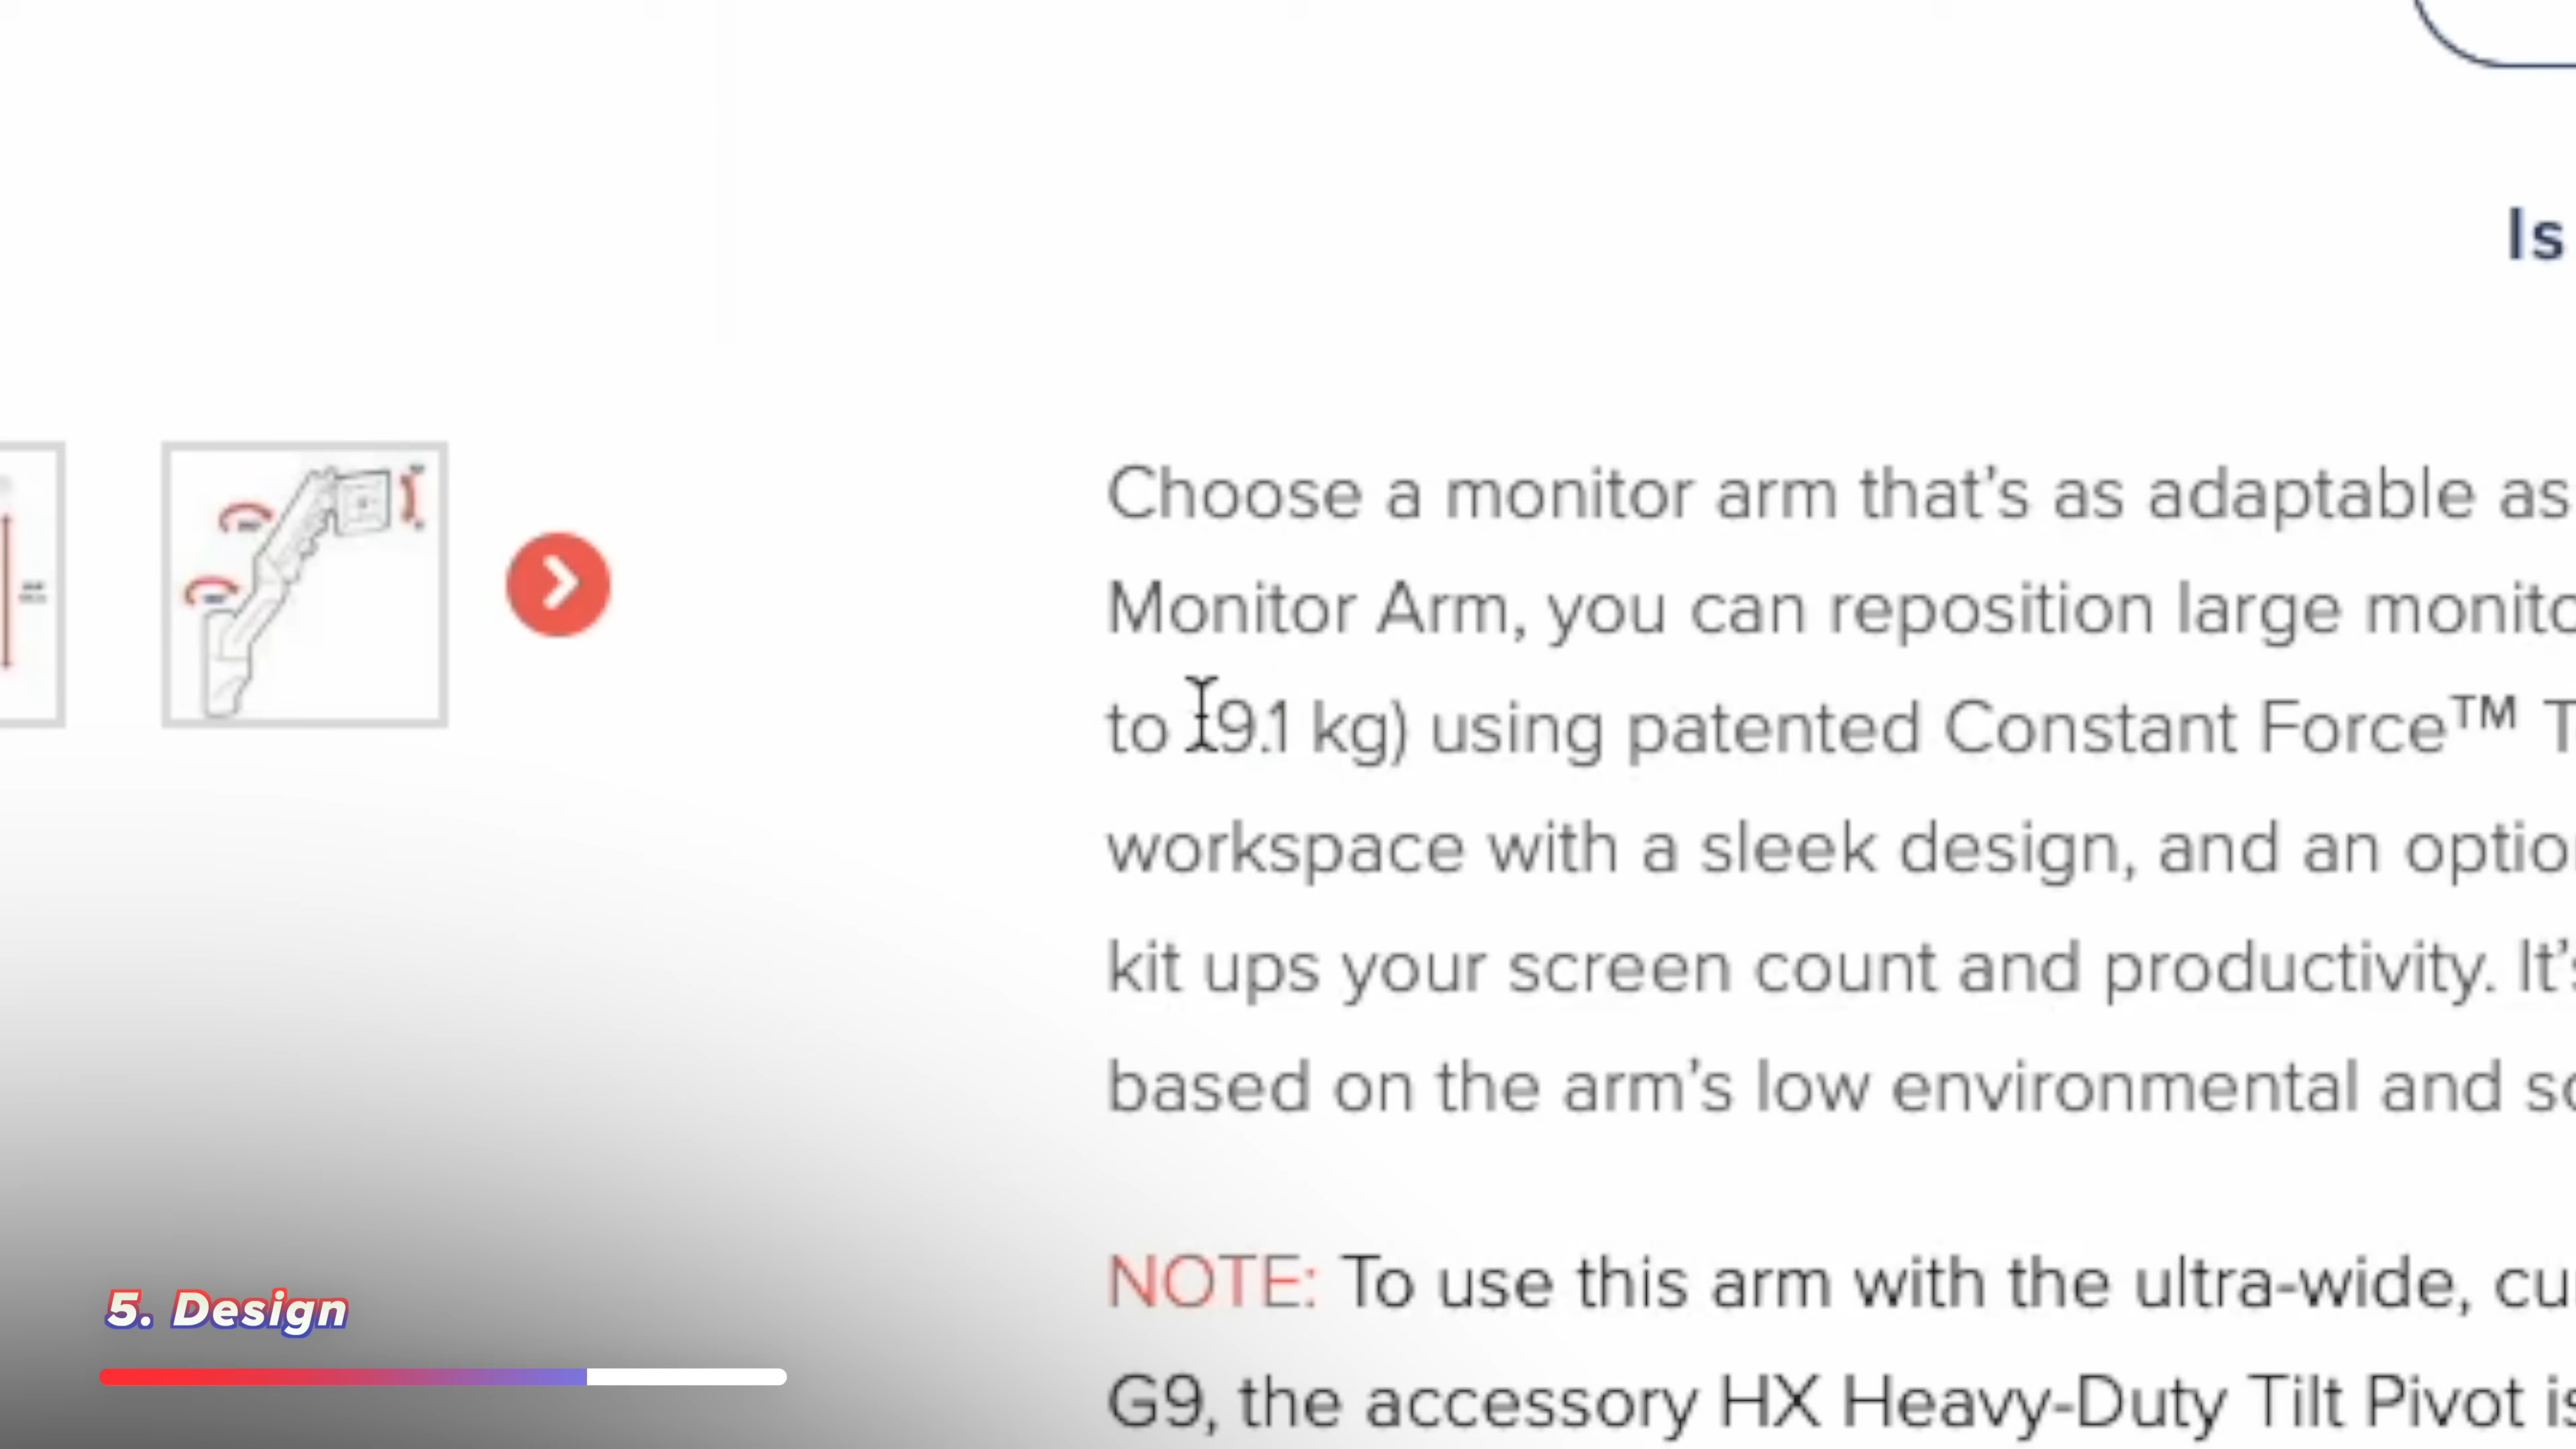 Is
Choose a monitor arm that's as adaptable as
Monitor Arm, you can reposition large monito
to 19.1 kg) using patented Constant Force™ T
workspace with a sleek design, and an optio
kit ups your screen count and productivity. It's
based on the arm's low environmental and so
NOTE: To use this arm with the ultra-wide, cu
G9, the accessory HX Heavy-Duty Tilt Pivot is
5. Design